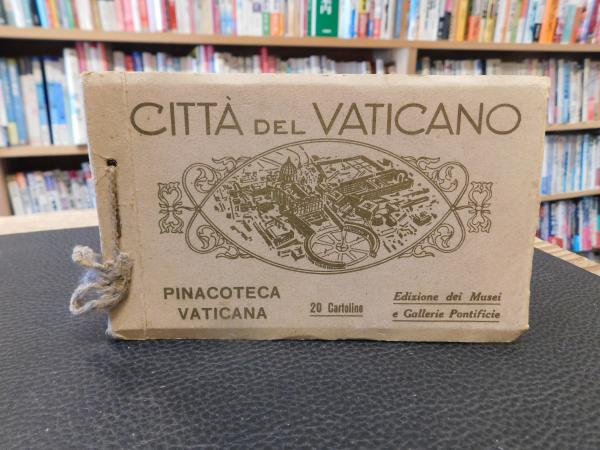 CITTÀ DEL VATICANO
PINACOTECA
VATICANA
20 Cartoline
Edizione dei Musei
e Gallerie Pontificie